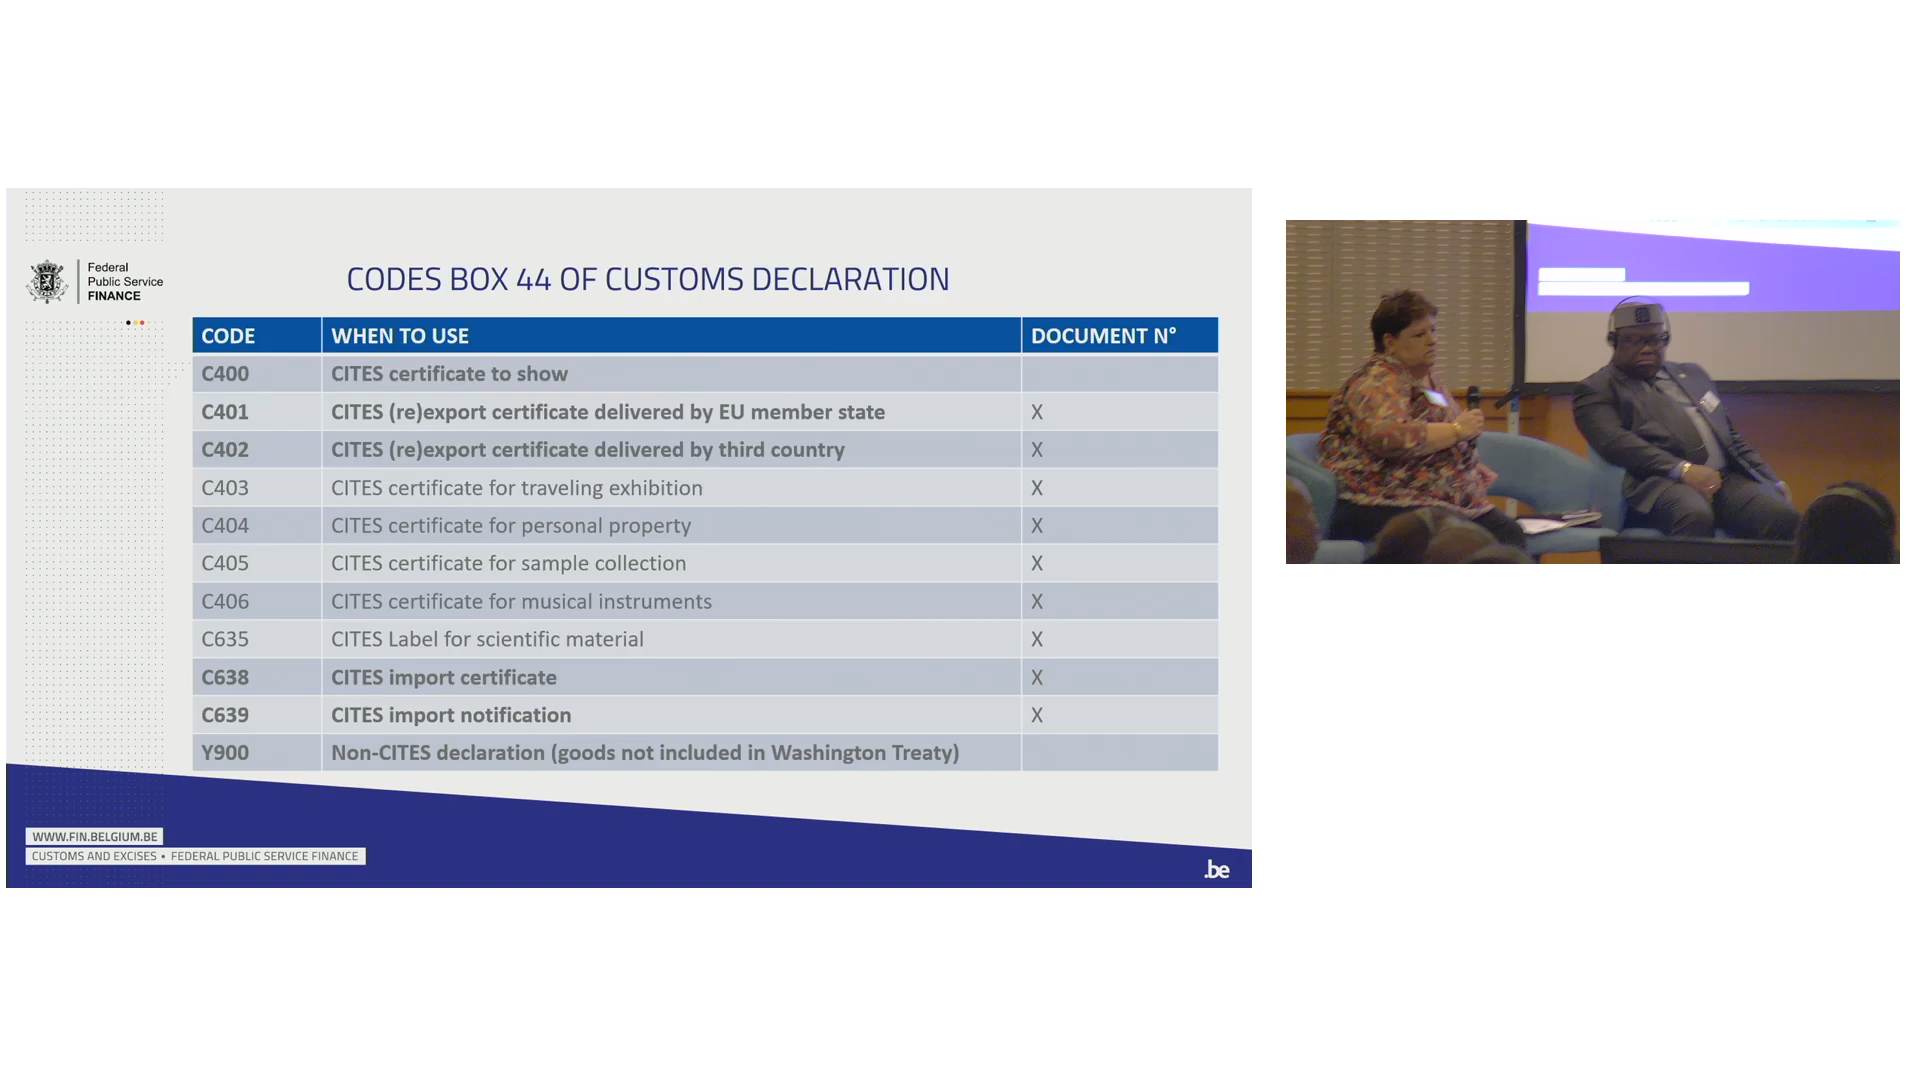 Federal
Public Service
FINANCE
CODES BOX 44 OF CUSTOMS DECLARATION
CODE WHEN TO USE DOCUMENT N°
C400 CITES certificate to show
C401 CITES (re)export certificate delivered by EU member state X
C402 CITES (re)export certificate delivered by third country X
C403 CITES certificate for traveling exhibition X
C404 CITES certificate for personal property X
C405 CITES certificate for sample collection X
C406 CITES certificate for musical instruments X
C635 CITES Label for scientific material X
C638 CITES import certificate X
C639 CITES import notification X
Y900 Non-CITES declaration (goods not included in Washington Treaty)
WWW.FIN.BELGIUM.BE
CUSTOMS AND EXCISES • FEDERAL PUBLIC SERVICE FINANCE
.be